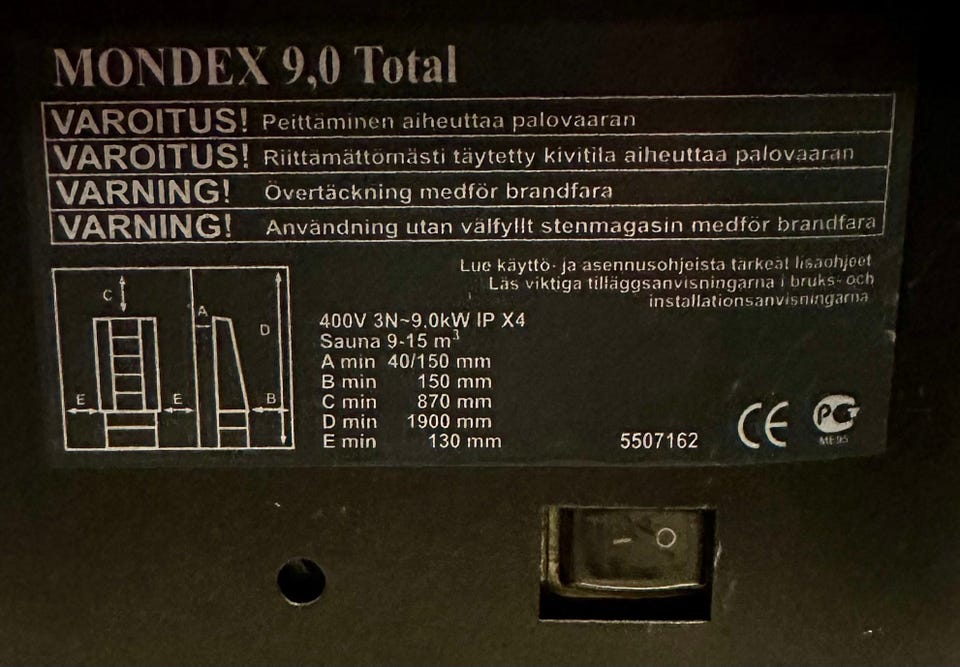 MONDEX 9,0 Total
VAROITUS! Peittäminen aiheuttaa palovaaran
VAROITUS! Riittämättömästi täytetty kivitila aiheuttaa palovaaran
VARNING! Övertäckning medför brandfara
VARNING! Användning utan välfyllt stenmagasin medför brandfara
Lue käyttö- ja asennusohjeista tärkeät lisäohjeet
Läs viktiga tilläggsanvisningarna i bruks- och
installationsanvisningarna
C
A
D
E
E
B
400V 3N~9,0kW IP X4
Sauna 9-15 m³
A min 40/150 mm
B min 150 mm
C min 870 mm
D min 1900 mm
E min 130 mm
5507162
CE
PG
ME95
– O